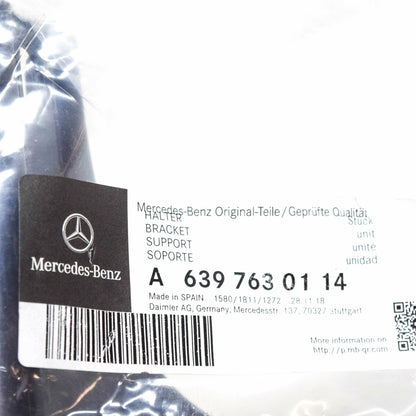 Mercedes-Benz Original-Teile/Geprüfte Qualität
HALTER Stück
BRACKET unit
SUPPORT unite
SOPORTE unidad
Mercedes-Benz
A 639 763 01 14
Made in SPAIN 1580/1811/1272 28.11.18
Daimler AG, Germany, Mercedesstr. 137, 70327 Stuttgart
More information on
http://p.mb-qr.com